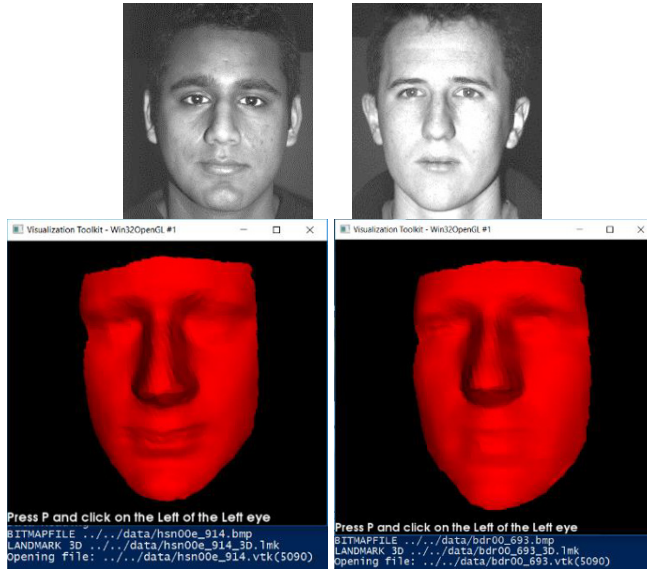 Visualization Toolkit - Win32OpenGL #1
Press P and click on the Left of the Left eye
BITMAPFILE ../../data/hsn00e_914.bmp
LANDMARK 3D ../../data/hsn00e_914_3D.lmk
Opening file: ../../data/hsn00e_914.vtk(5090)
Visualization Toolkit - Win32OpenGL #1
Press P and click on the Left of the Left eye
BITMAPFILE ../../data/bdr00_693.bmp
LANDMARK 3D ../../data/bdr00_693_3D.lmk
Opening file: ../../data/bdr00_693.vtk(5090)